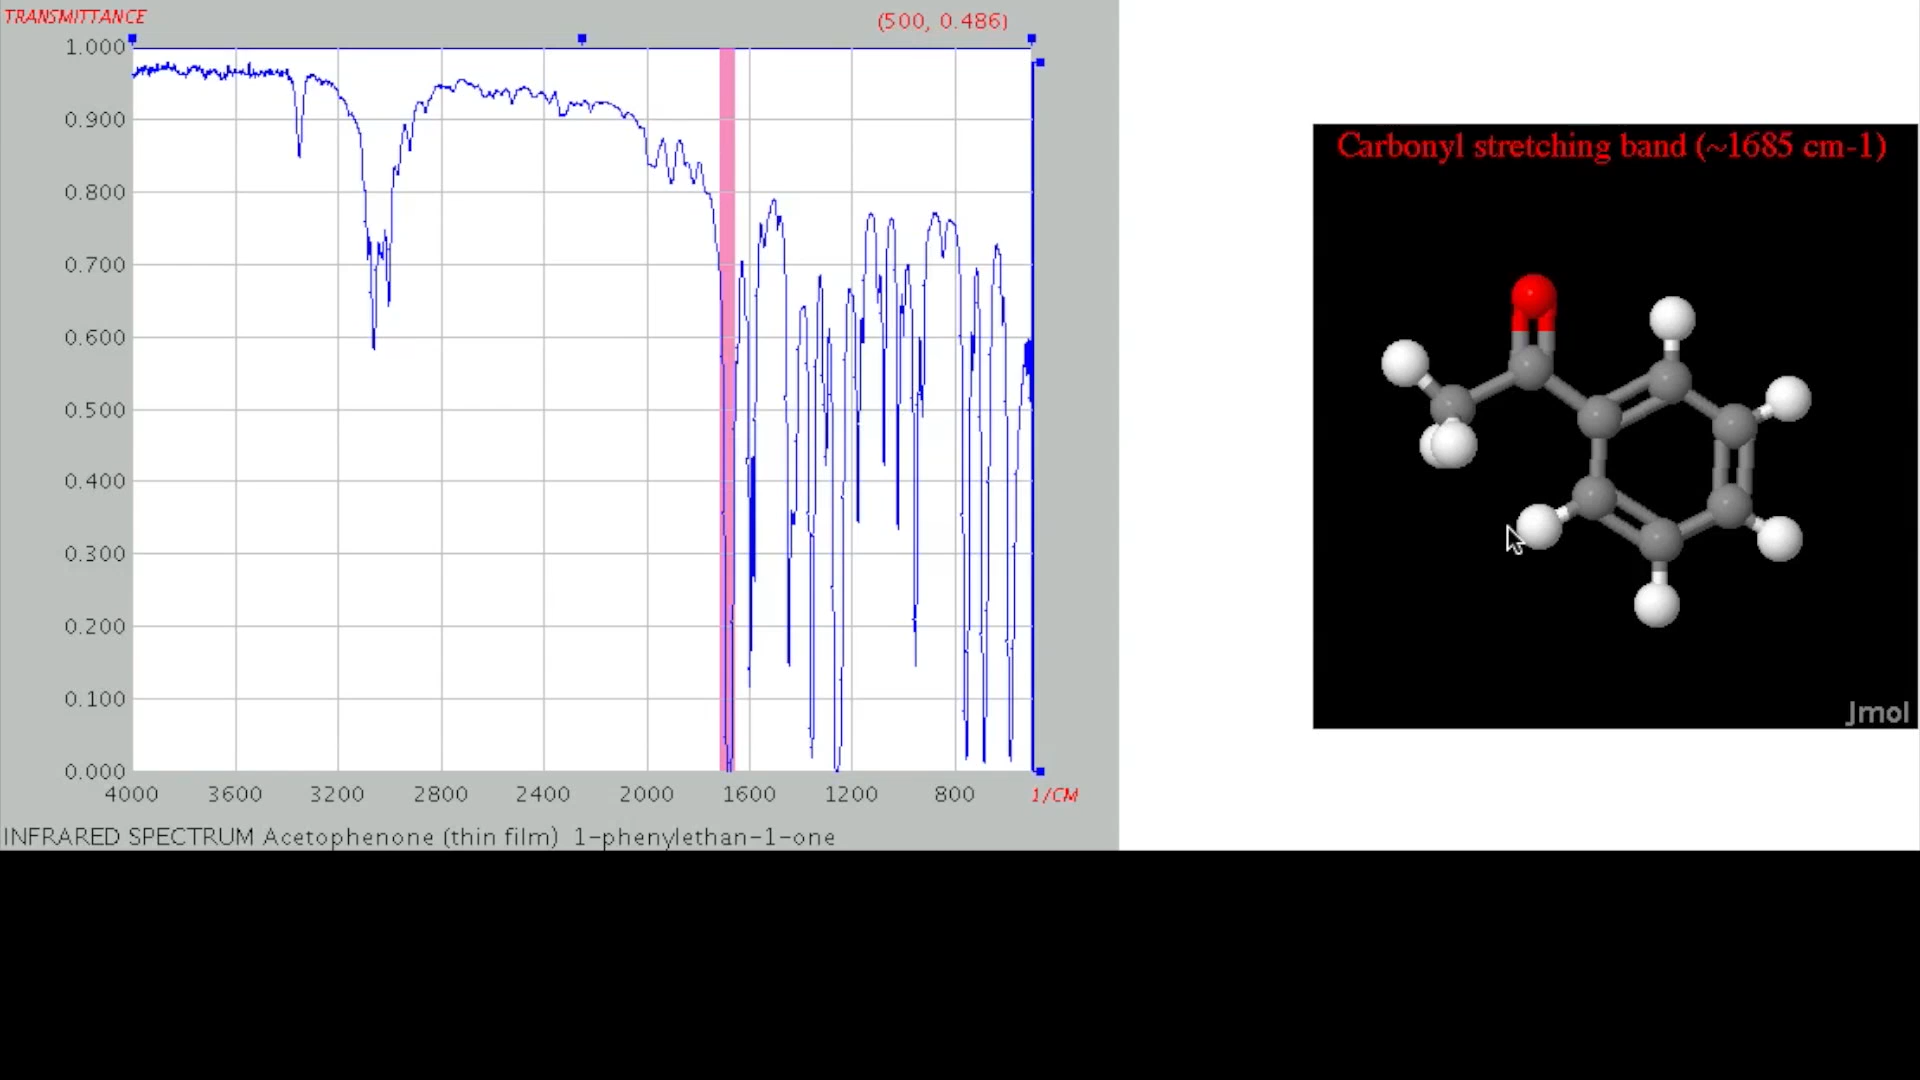 TRANSMITTANCE
(500, 0.486)
1.000
0.900
0.800
0.700
0.600
0.500
0.400
0.300
0.200
0.100
0.000
4000 3600 3200 2800 2400 2000 1600 1200 800 1/CM
INFRARED SPECTRUM Acetophenone (thin film) 1-phenylethan-1-one
Carbonyl stretching band (~1685 cm-1)
Jmol